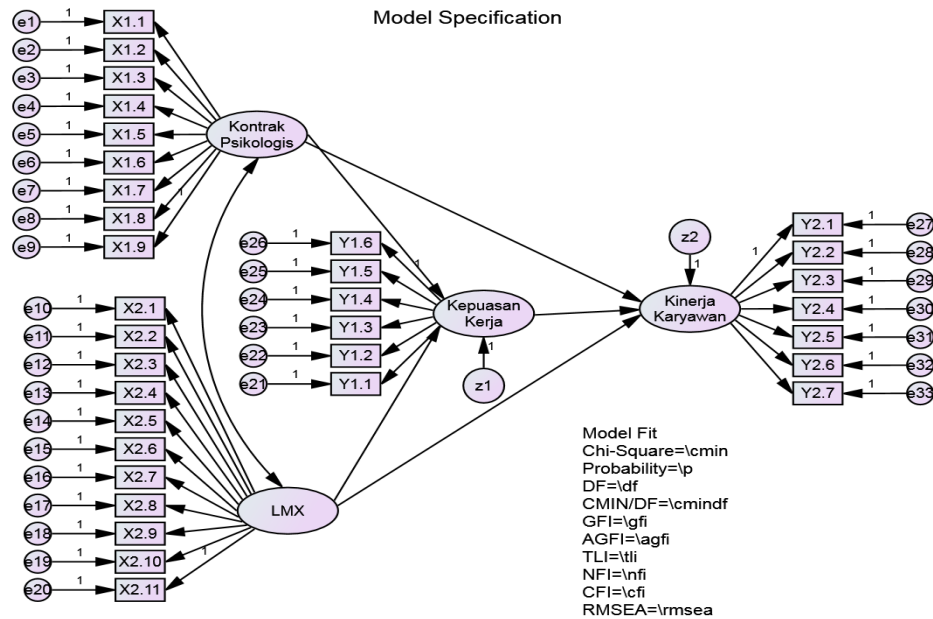 Model Specification
e1 1 X1.1
e2 1 X1.2
e3 1 X1.3
e4 1 X1.4
e5 1 X1.5
e6 1 X1.6
e7 1 X1.7
e8 1 X1.8
e9 1 X1.9
1
Kontrak
Psikologis
e10 1 X2.1
e11 1 X2.2
e12 1 X2.3
e13 1 X2.4
e14 1 X2.5
e15 1 X2.6
e16 1 X2.7
e17 1 X2.8
e18 1 X2.9
e19 1 X2.10
e20 1 X2.11
1
LMX
e26 1 Y1.6
e25 1 Y1.5
e24 1 Y1.4
e23 1 Y1.3
e22 1 Y1.2
e21 1 Y1.1
1
Kepuasan
Kerja
1
z1
z2
1
Kinerja
Karyawan
1
Y2.1 1 e27
Y2.2 1 e28
Y2.3 1 e29
Y2.4 1 e30
Y2.5 1 e31
Y2.6 1 e32
Y2.7 1 e33
Model Fit
Chi-Square=\cmin
Probability=\p
DF=\df
CMIN/DF=\cmindf
GFI=\gfi
AGFI=\agfi
TLI=\tli
NFI=\nfi
CFI=\cfi
RMSEA=\rmsea